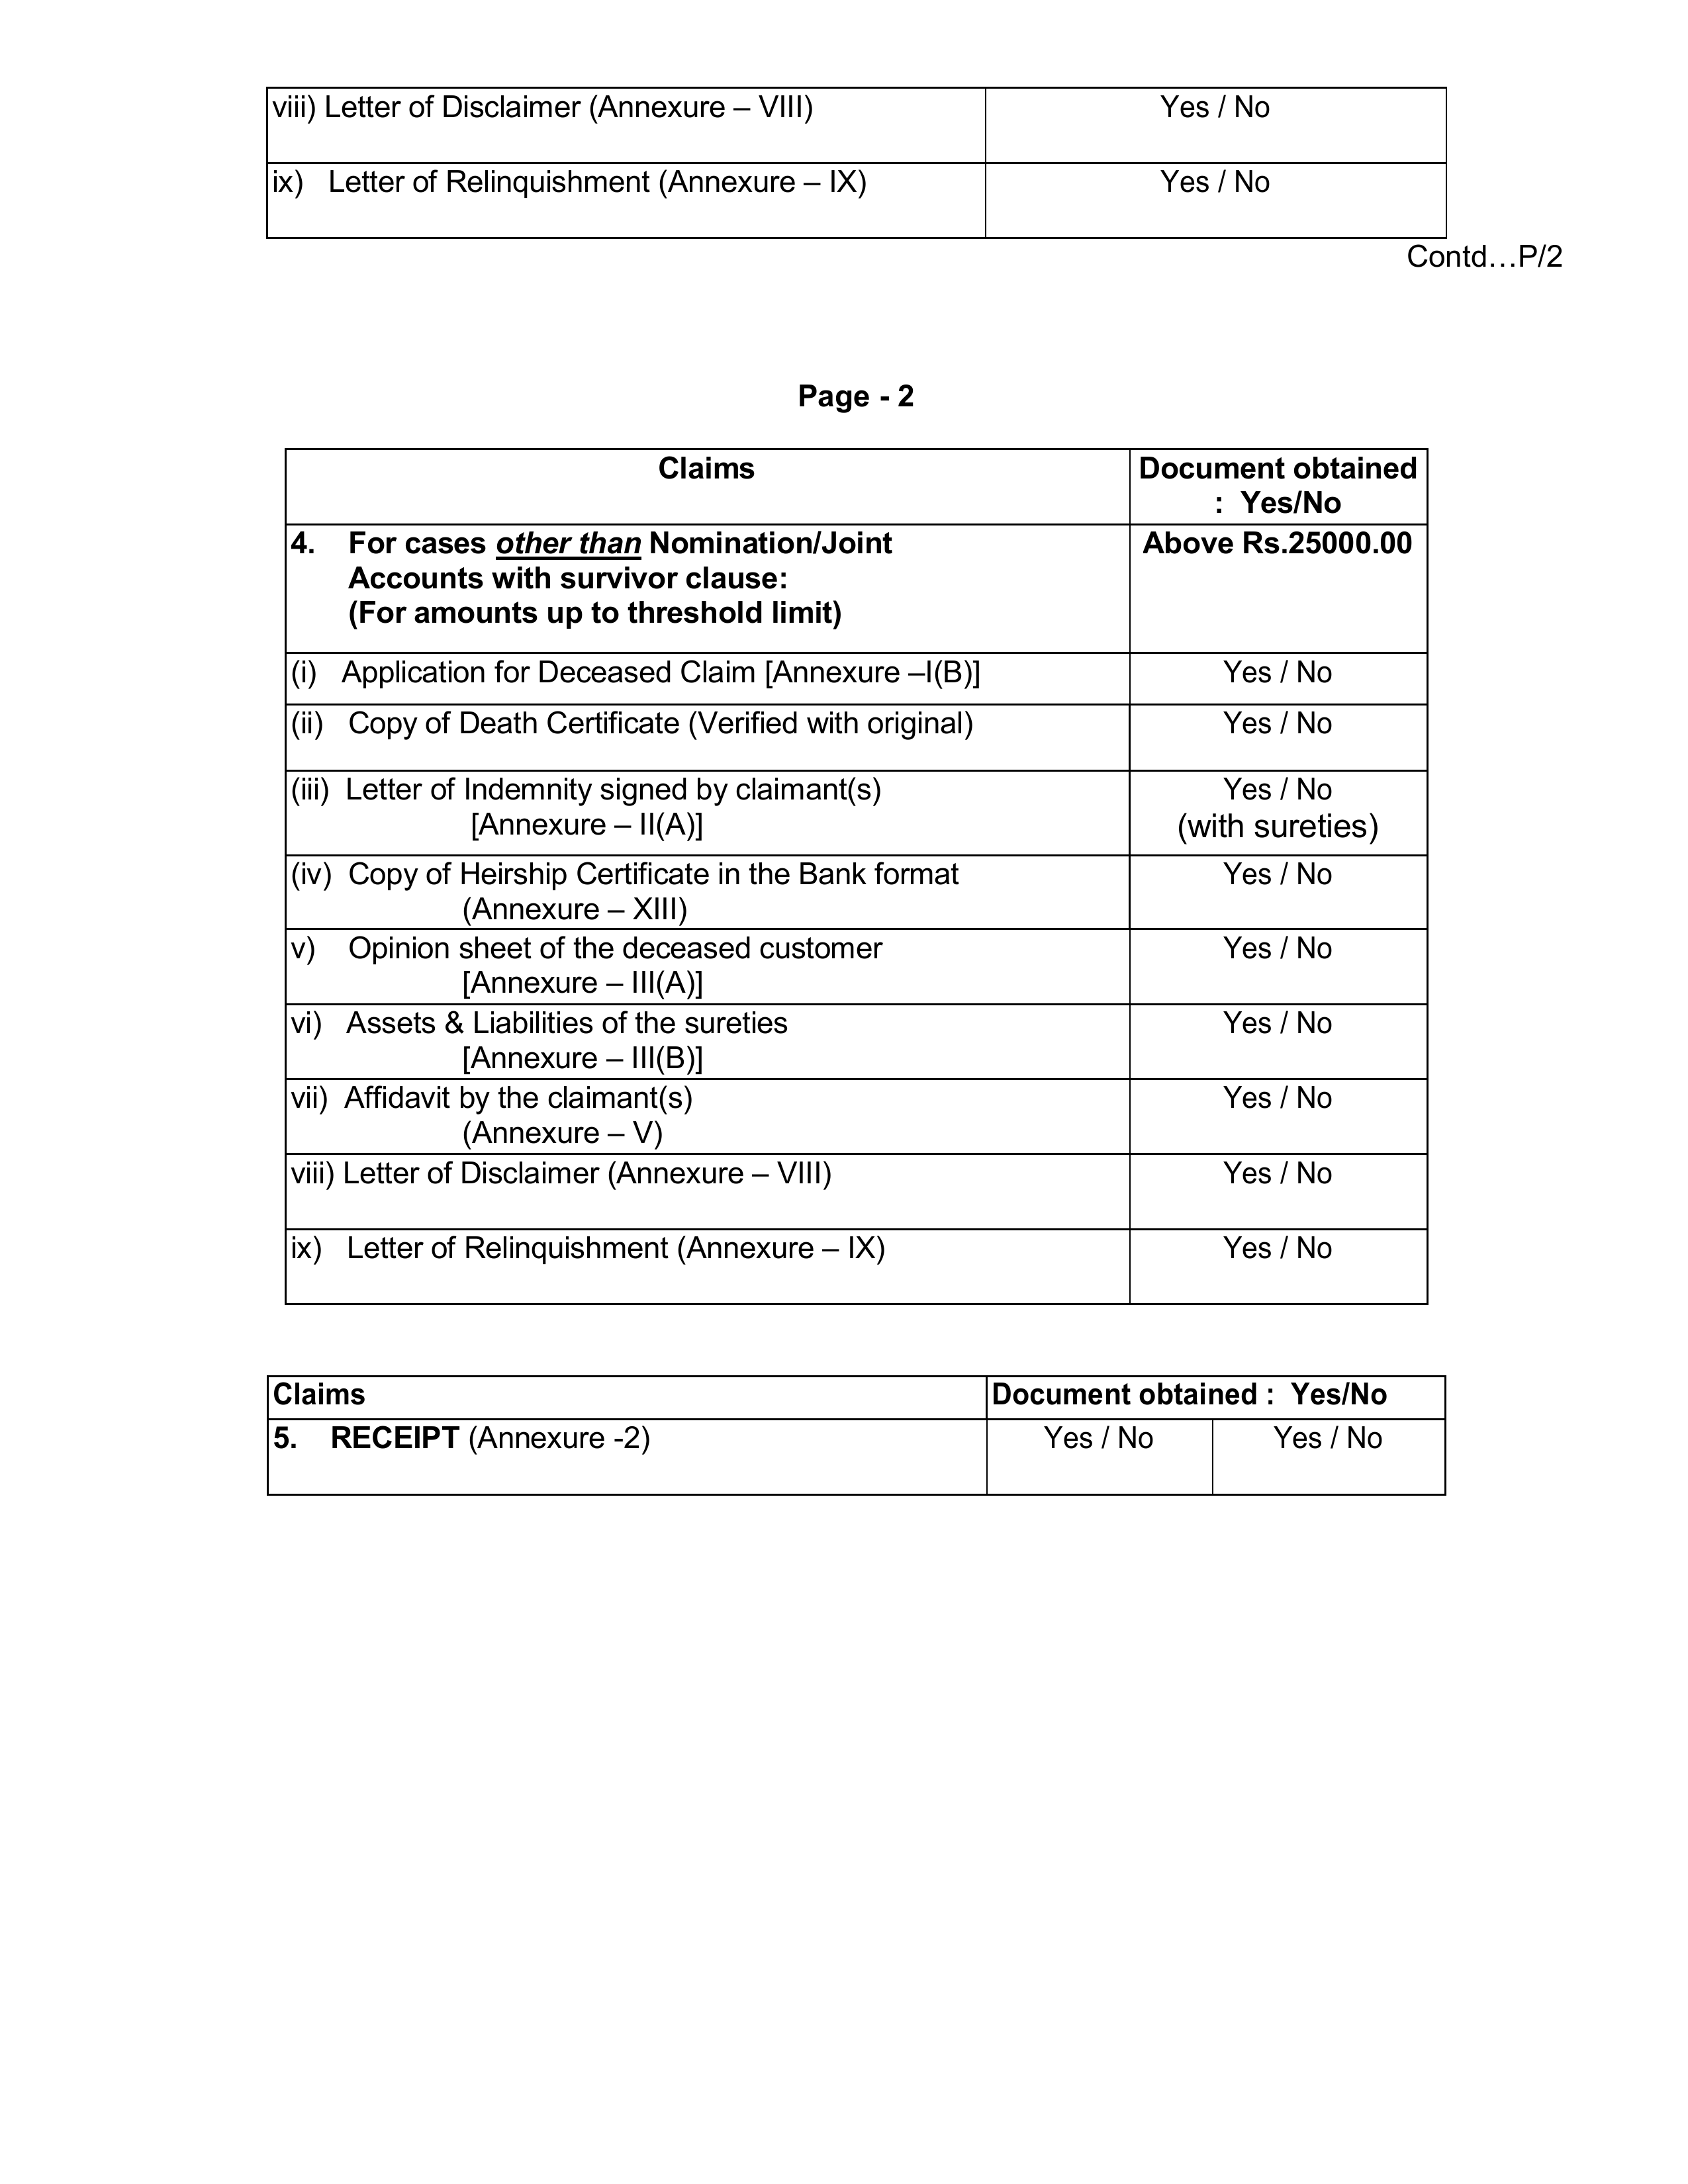 viii) Letter of Disclaimer (Annexure – VIII) Yes / No
ix) Letter of Relinquishment (Annexure – IX) Yes / No
Contd…P/2
Page - 2
Claims Document obtained
: Yes/No
4. For cases other than Nomination/Joint Above Rs.25000.00
Accounts with survivor clause:
(For amounts up to threshold limit)
(i) Application for Deceased Claim [Annexure –I(B)] Yes / No
(ii) Copy of Death Certificate (Verified with original) Yes / No
(iii) Letter of Indemnity signed by claimant(s) Yes / No
[Annexure – II(A)] (with sureties)
(iv) Copy of Heirship Certificate in the Bank format Yes / No
(Annexure – XIII)
v) Opinion sheet of the deceased customer Yes / No
[Annexure – III(A)]
vi) Assets & Liabilities of the sureties Yes / No
[Annexure – III(B)]
vii) Affidavit by the claimant(s) Yes / No
(Annexure – V)
viii) Letter of Disclaimer (Annexure – VIII) Yes / No
ix) Letter of Relinquishment (Annexure – IX) Yes / No
Claims Document obtained : Yes/No
5. RECEIPT (Annexure -2) Yes / No Yes / No